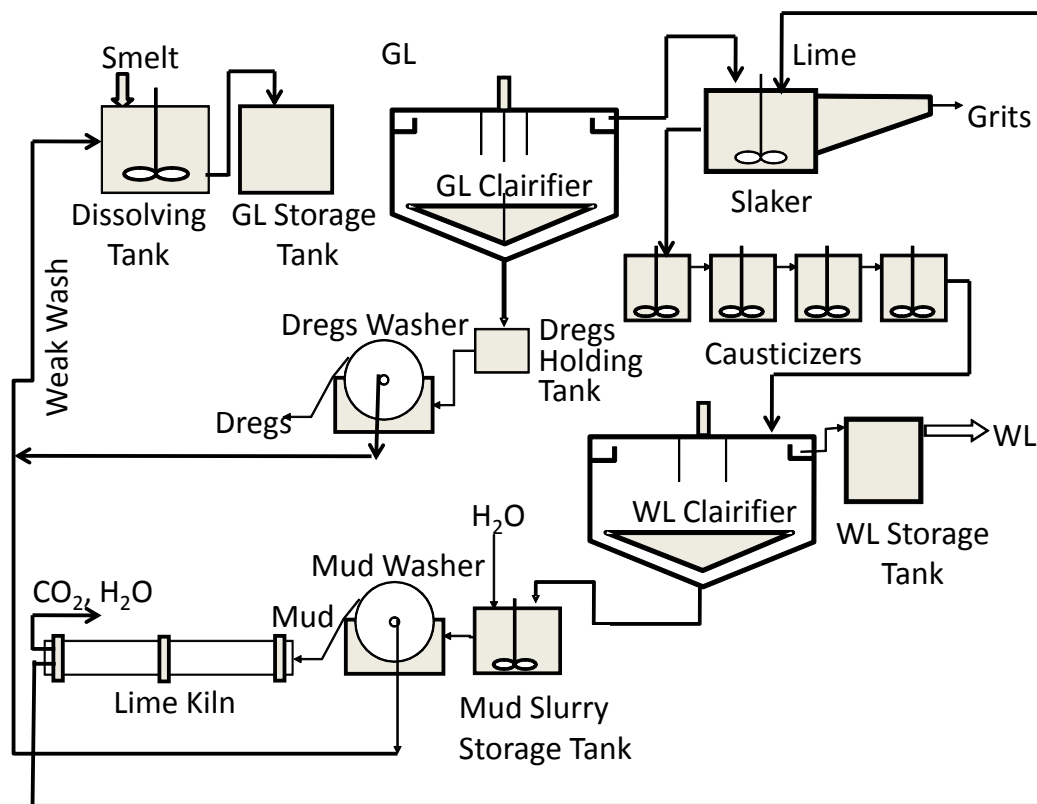 Smelt
GL
Lime
Grits
GL Clairifier
Slaker
Dissolving
Tank
GL Storage
Tank
Weak Wash
Dregs Washer
Dregs
Holding
Tank
Causticizers
Dregs
WL
WL Clairifier
H₂O
WL Storage
Tank
Mud Washer
CO₂, H₂O
Mud
Lime Kiln
Mud Slurry
Storage Tank